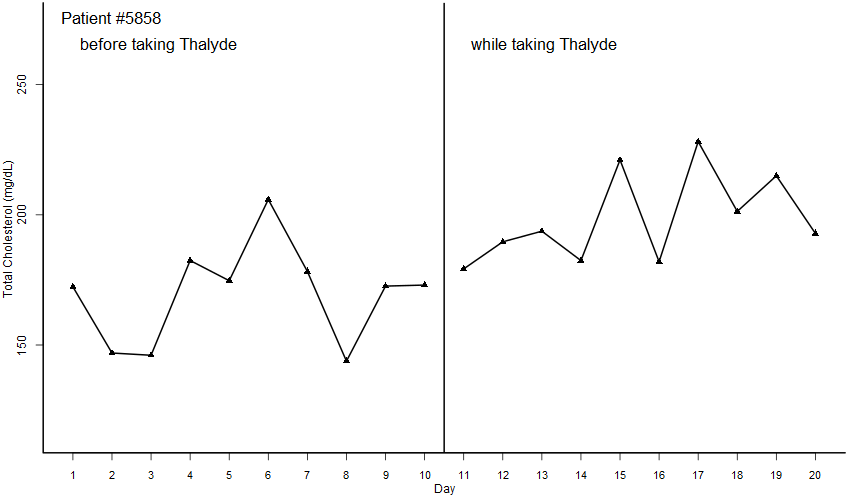 Patient #5858
before taking Thalyde
while taking Thalyde
250
200
150
Total Cholesterol (mg/dL)
1 2 3 4 5 6 7 8 9 10 11 12 13 14 15 16 17 18 19 20
Day